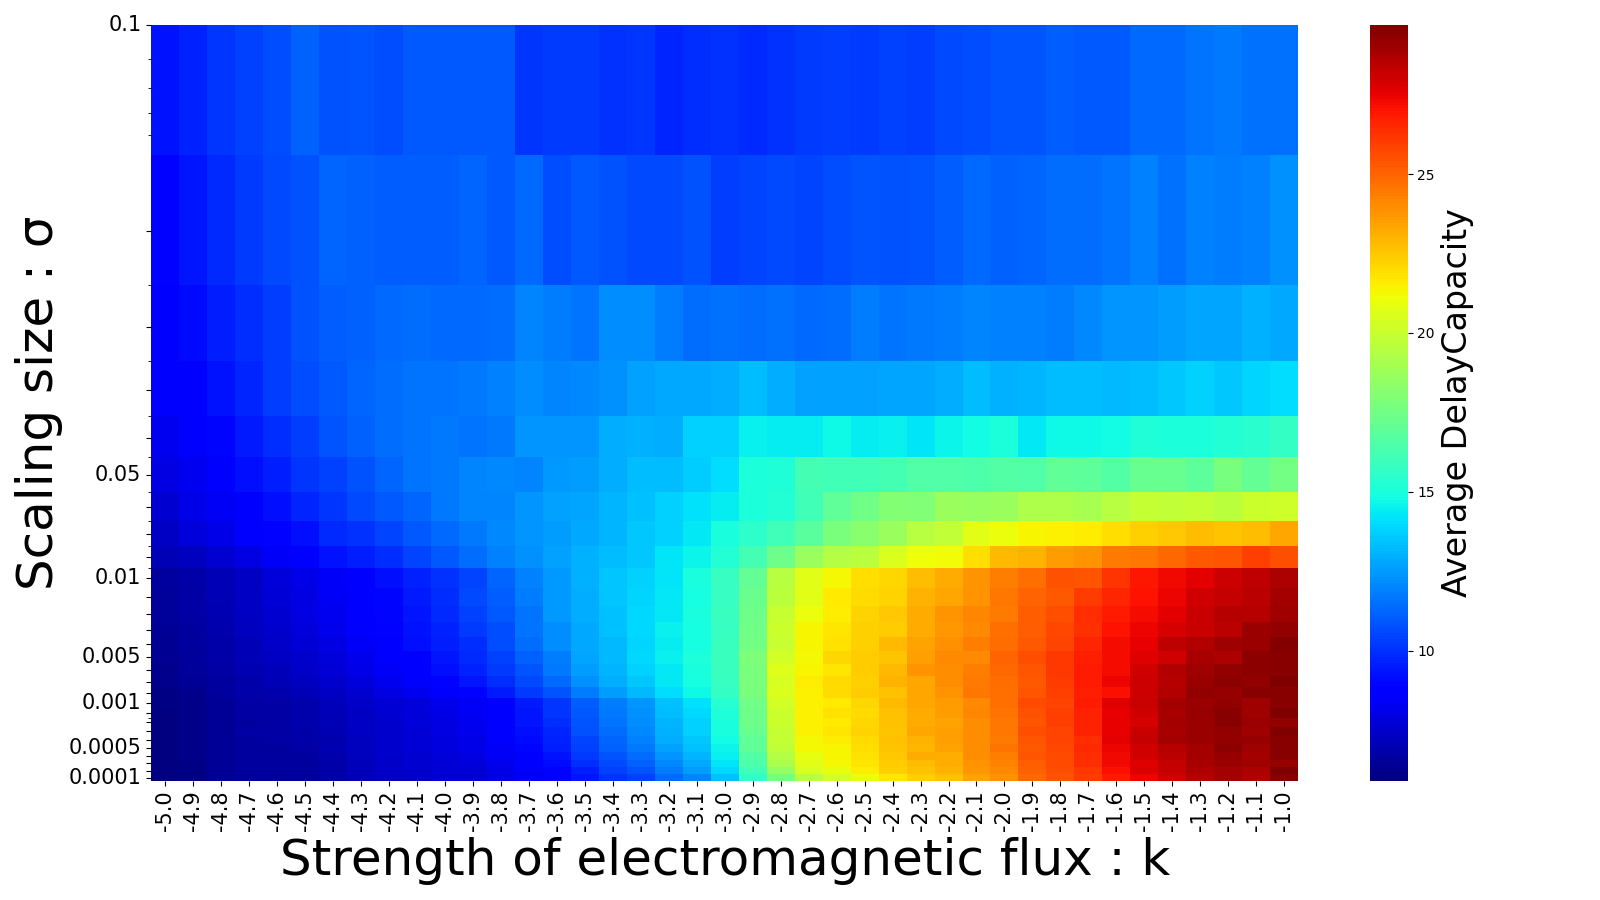 Scaling size : σ
0.1
0.05
0.01
0.005
0.001
0.0005
0.0001
-5.0 -4.9 -4.8 -4.7 -4.6 -4.5 -4.4 -4.3 -4.2 -4.1 -4.0 -3.9 -3.8 -3.7 -3.6 -3.5 -3.4 -3.3 -3.2 -3.1 -3.0 -2.9 -2.8 -2.7 -2.6 -2.5 -2.4 -2.3 -2.2 -2.1 -2.0 -1.9 -1.8 -1.7 -1.6 -1.5 -1.4 -1.3 -1.2 -1.1 -1.0
Strength of electromagnetic flux : k
25
20
15
10
Average DelayCapacity